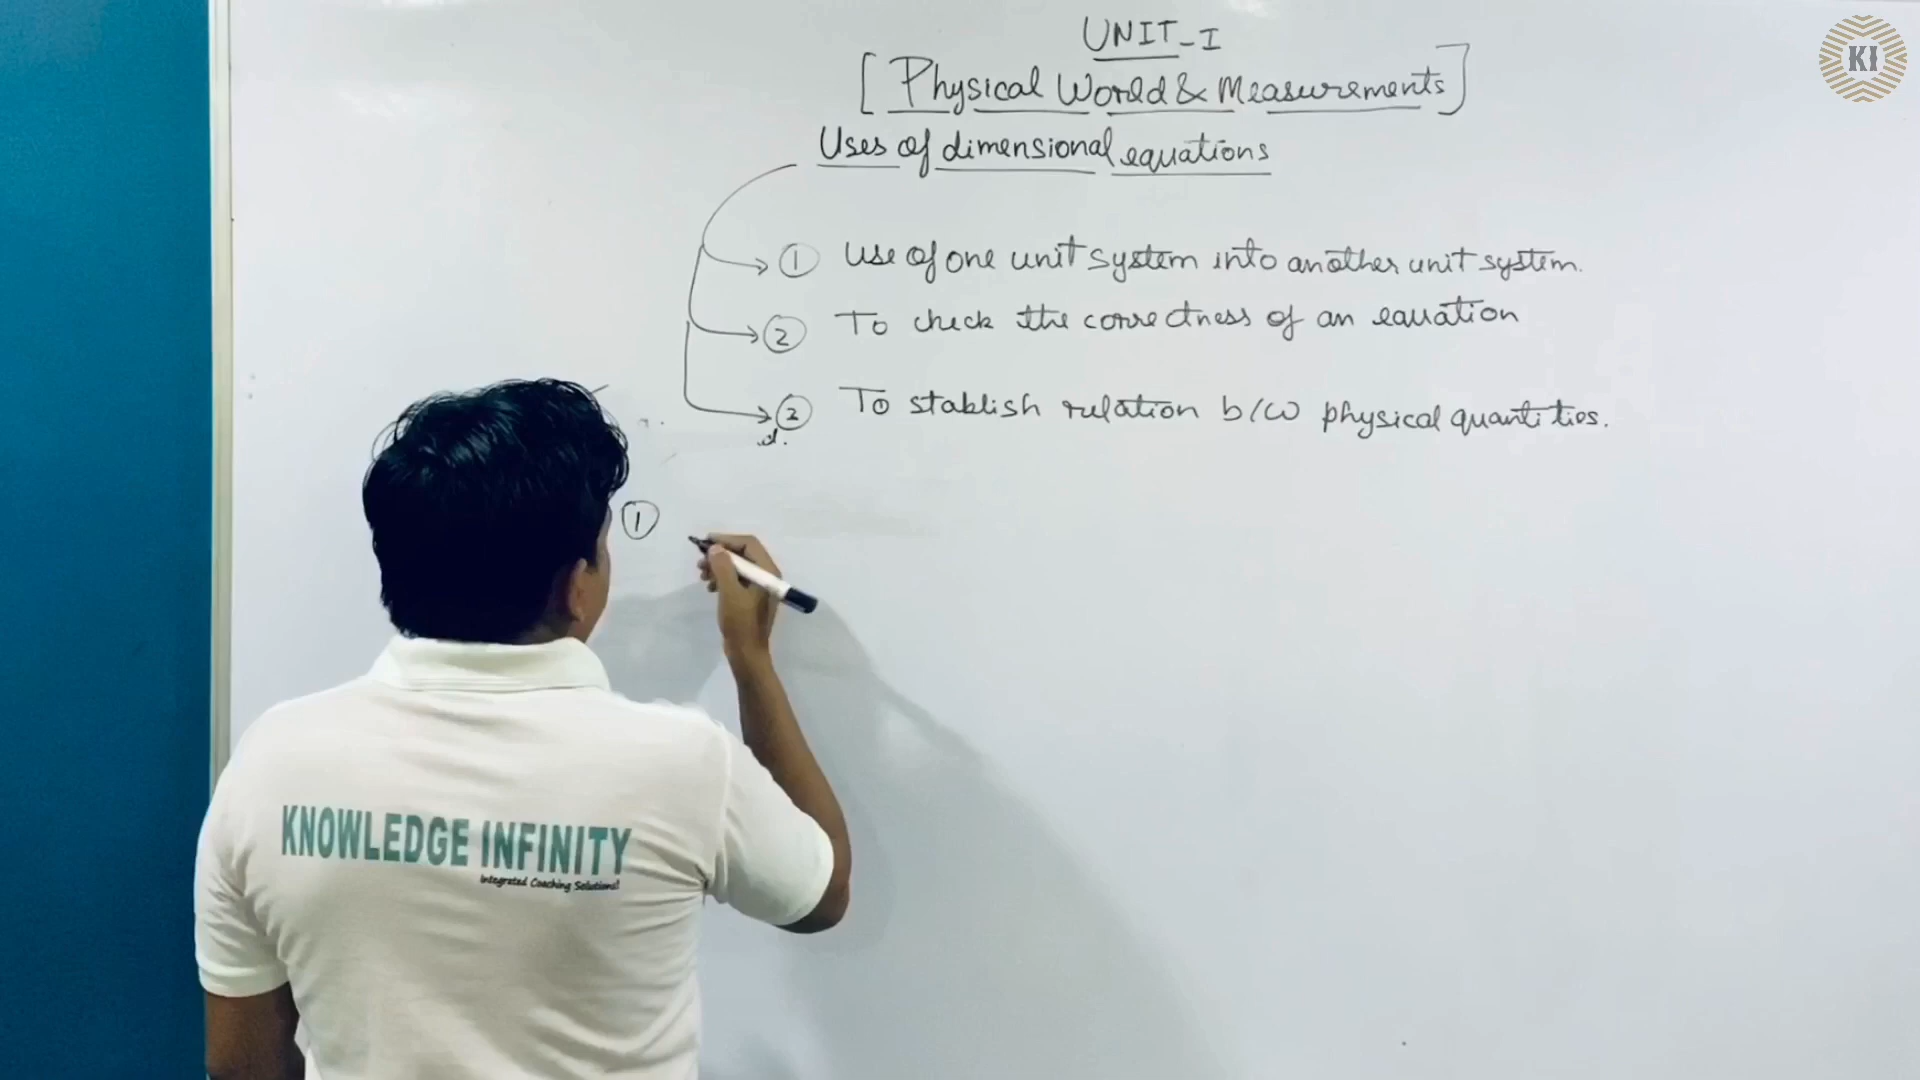 UNIT-I
[Physical World & Measurements]
Uses of dimensional equations
① Use of one unit system into another unit system.
② To check the correctness of an equation
② To stablish relation b/w physical quantities.
d.
①
KNOWLEDGE INFINITY
Integrated Coaching Solutions!
KI